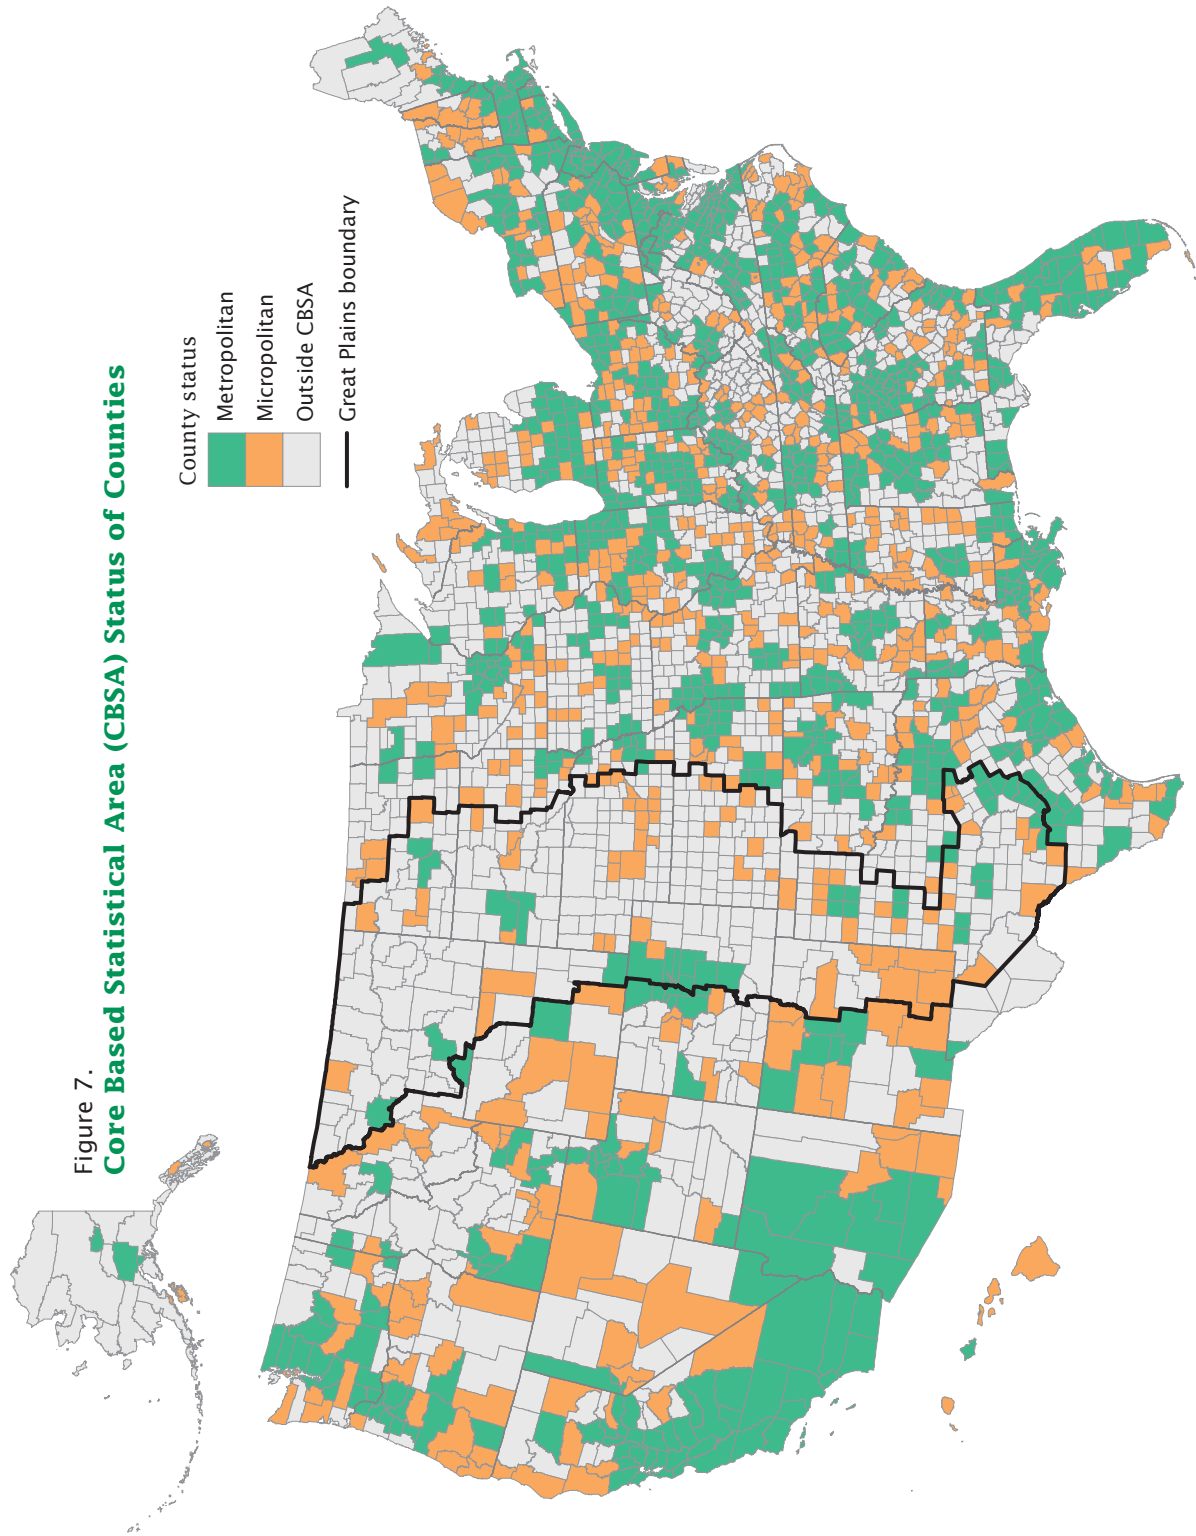 Figure 7.
Core Based Statistical Area (CBSA) Status of Counties
County status
Metropolitan
Micropolitan
Outside CBSA
Great Plains boundary